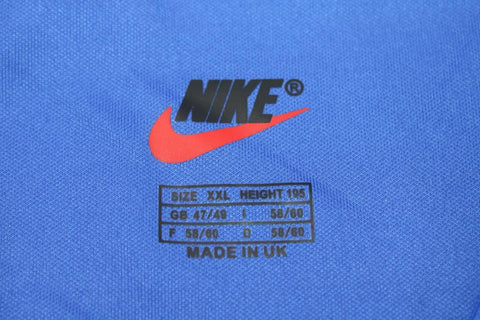 NIKE®
SIZE XXL HEIGHT 195
GB 47/49 I 58/60
F 58/60 D 58/60
MADE IN UK